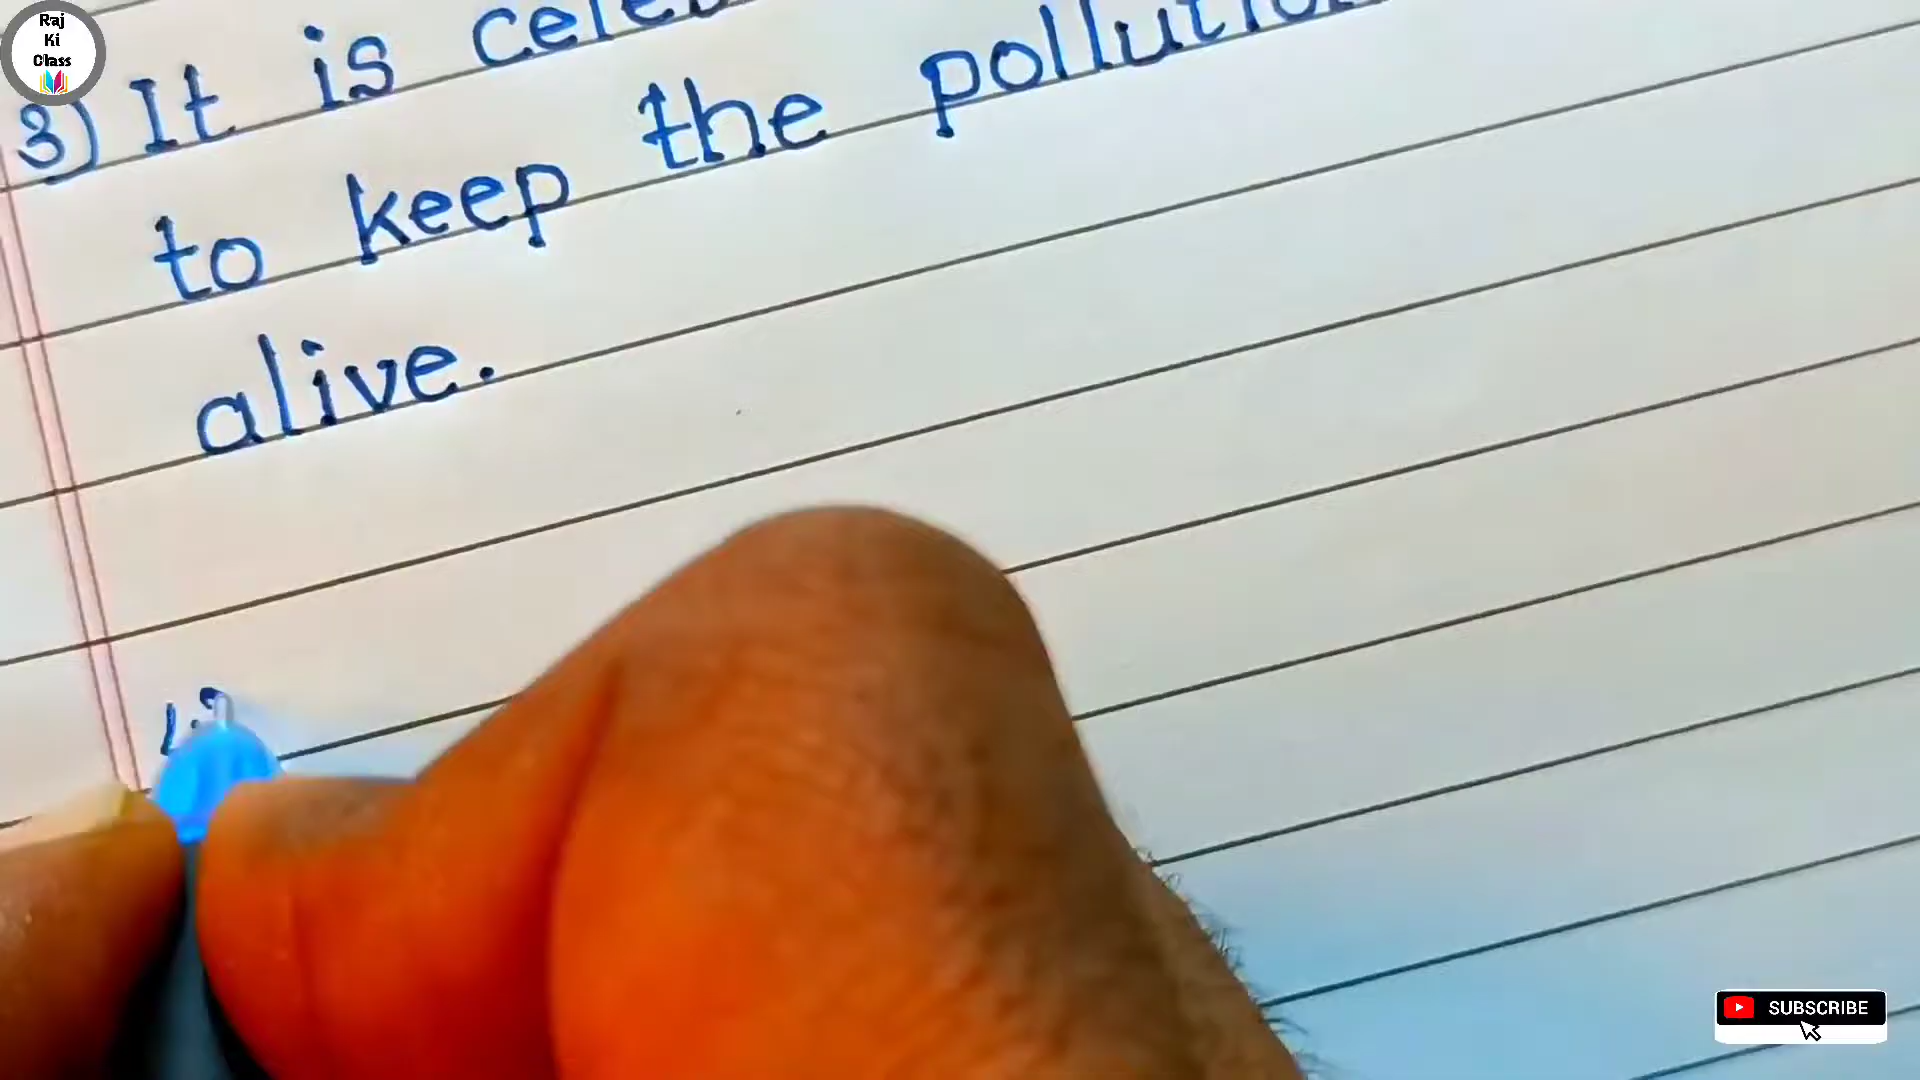 Raj
Ki
Class
3) It is
to keep the
alive.
SUBSCRIBE